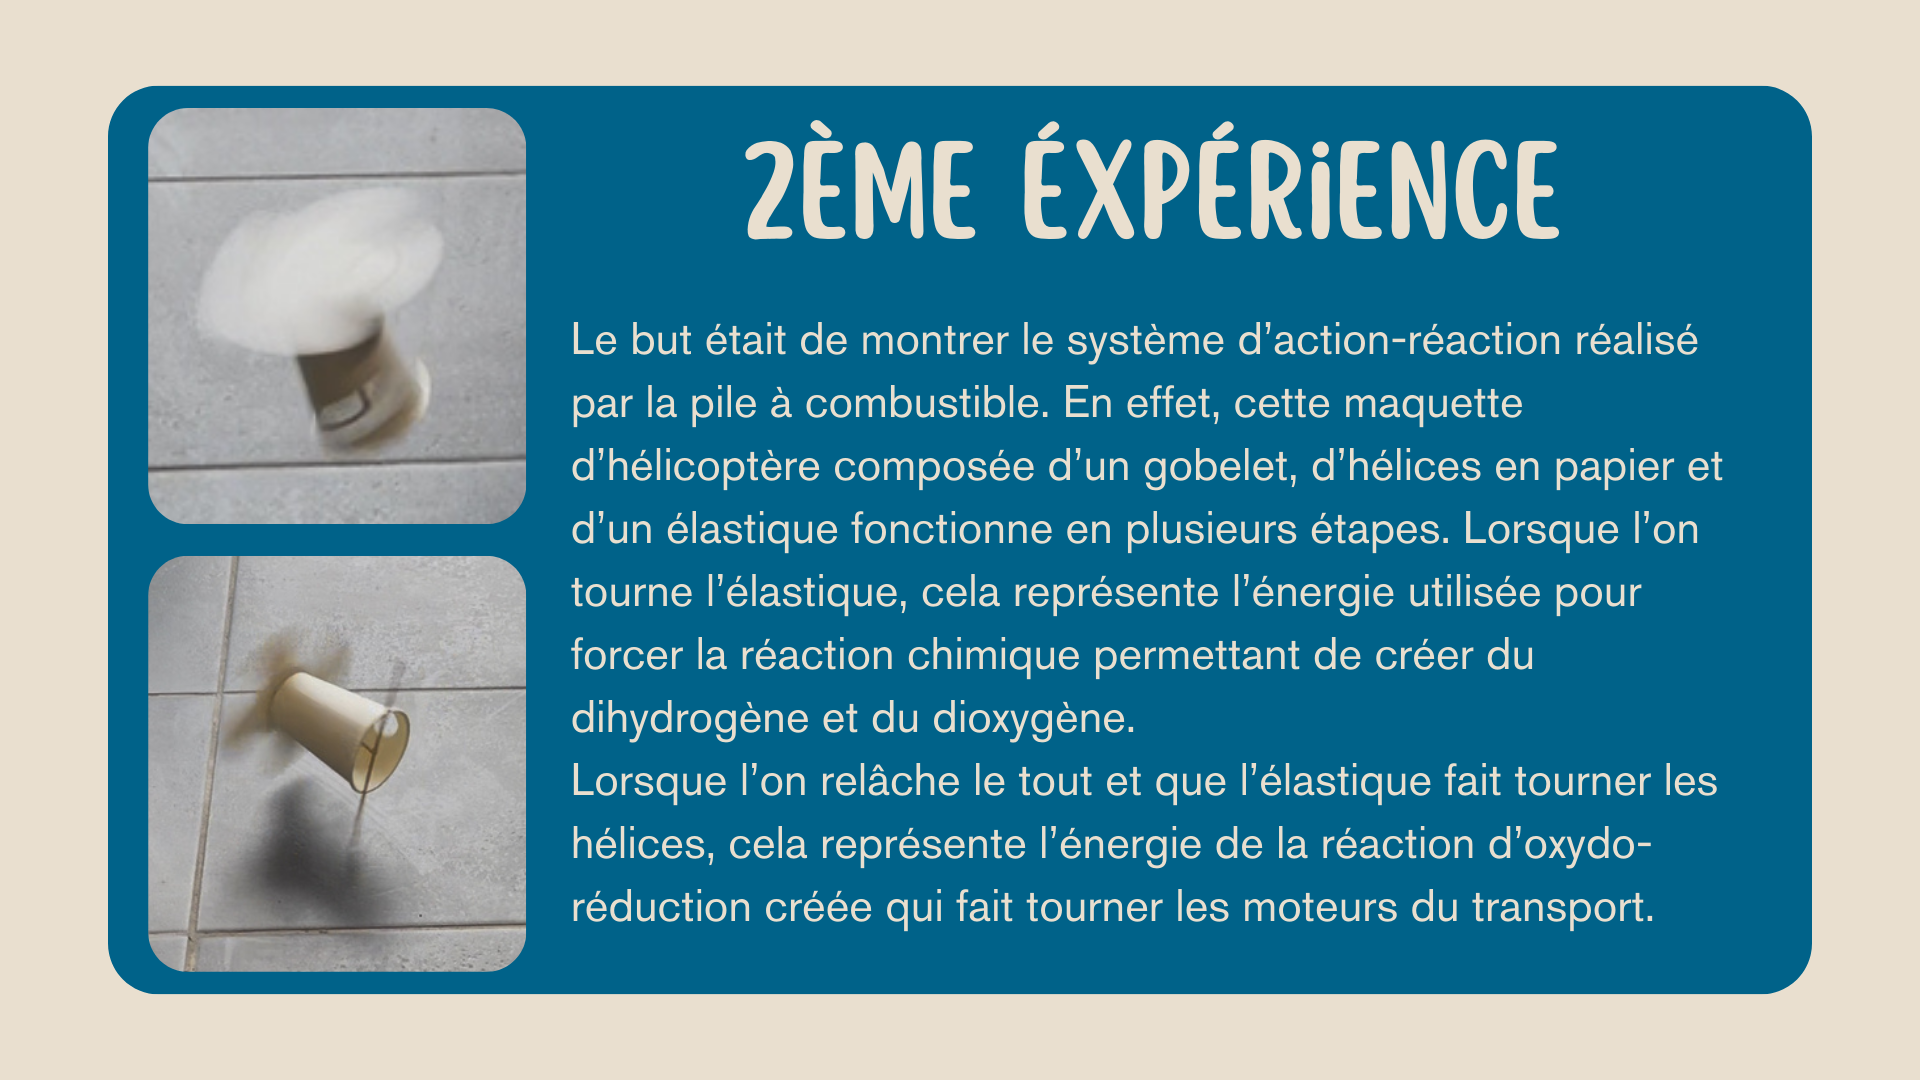 2ÈME ÉXPÉRIENCE
Le but était de montrer le système d’action-réaction réalisé
par la pile à combustible. En effet, cette maquette
d’hélicoptère composée d’un gobelet, d’hélices en papier et
d’un élastique fonctionne en plusieurs étapes. Lorsque l’on
tourne l’élastique, cela représente l’énergie utilisée pour
forcer la réaction chimique permettant de créer du
dihydrogène et du dioxygène.
Lorsque l’on relâche le tout et que l’élastique fait tourner les
hélices, cela représente l’énergie de la réaction d’oxydo-
réduction créée qui fait tourner les moteurs du transport.